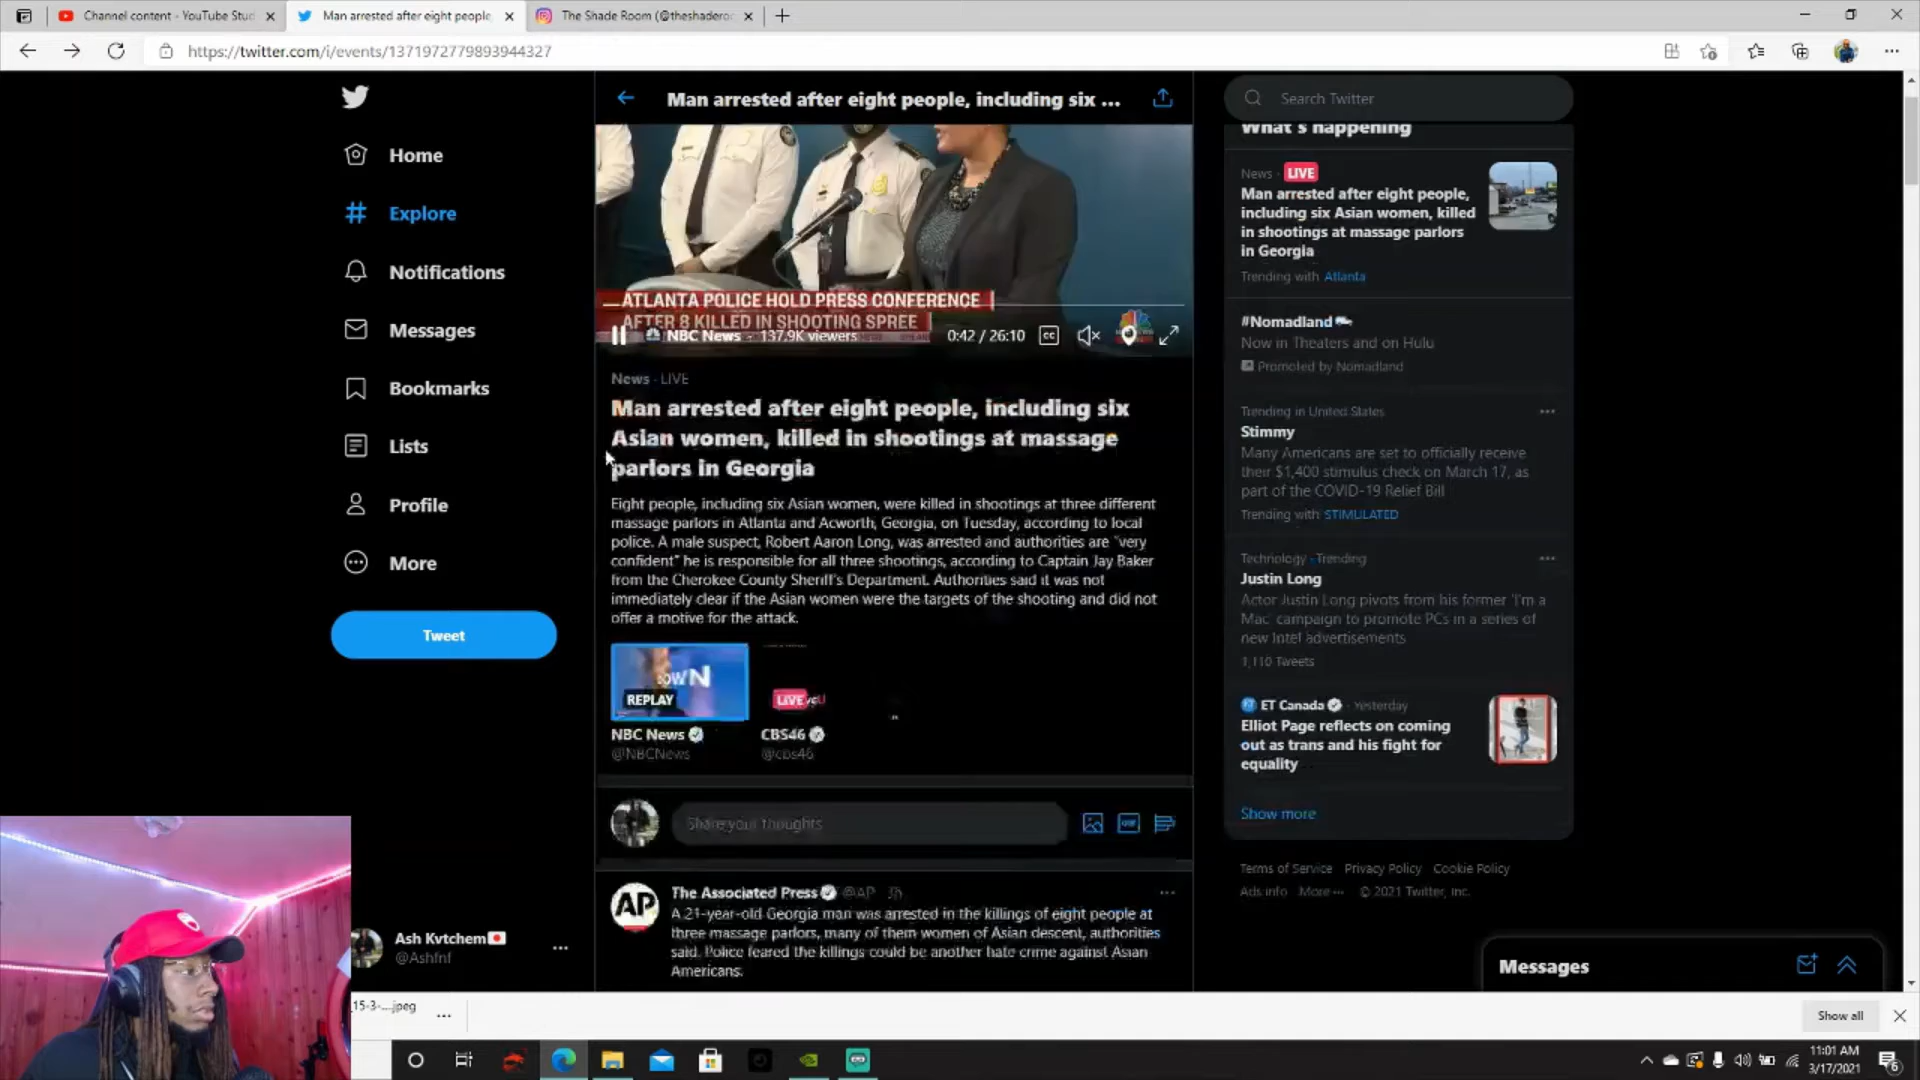 Channel content - YouTube Stu
Man arrested after eight people,
The Shade Room (@theshadero
https://twitter.com/i/events/1371972779893944327
Home
Explore
Notifications
Messages
Bookmarks
Lists
Profile
More
Tweet
Ash Kvtchem
@Ashfnf
Man arrested after eight people, including six ...
ATLANTA POLICE HOLD PRESS CONFERENCE
AFTER 8 KILLED IN SHOOTING SPREE
NBC News · 137.9K viewers
0:42 / 26:10
CC
News · LIVE
Man arrested after eight people, including six
Asian women, killed in shootings at massage
parlors in Georgia
Eight people, including six Asian women, were killed in shootings at three different
massage parlors in Atlanta and Acworth, Georgia, on Tuesday, according to local
police. A male suspect, Robert Aaron Long, was arrested and authorities are "very
confident" he is responsible for all three shootings, according to Captain Jay Baker
from the Cherokee County Sheriff's Department. Authorities said it was not
immediately clear if the Asian women were the targets of the shooting and did not
offer a motive for the attack.
REPLAY
LIVE
NBC News
@NBCNews
CBS46
@cbs46
Share your thoughts
GIF
AP
The Associated Press @AP · 3h
A 21-year-old Georgia man was arrested in the killings of eight people at
three massage parlors, many of them women of Asian descent, authorities
said. Police feared the killings could be another hate crime against Asian
Americans.
Search Twitter
What's happening
News · LIVE
Man arrested after eight people,
including six Asian women, killed
in shootings at massage parlors
in Georgia
Trending with Atlanta
#Nomadland
Now in Theaters and on Hulu
Promoted by Nomadland
Trending in United States
Stimmy
Many Americans are set to officially receive
their $1,400 stimulus check on March 17, as
part of the COVID-19 Relief Bill
Trending with STIMULATED
Technology · Trending
Justin Long
Actor Justin Long pivots from his former 'I'm a
Mac' campaign to promote PCs in a series of
new Intel advertisements
1,110 Tweets
ET Canada · Yesterday
Elliot Page reflects on coming
out as trans and his fight for
equality
Show more
Terms of Service Privacy Policy Cookie Policy
Ads info More ··· © 2021 Twitter, Inc.
Messages
15-3-....jpeg
Show all
11:01 AM
3/17/2021
6